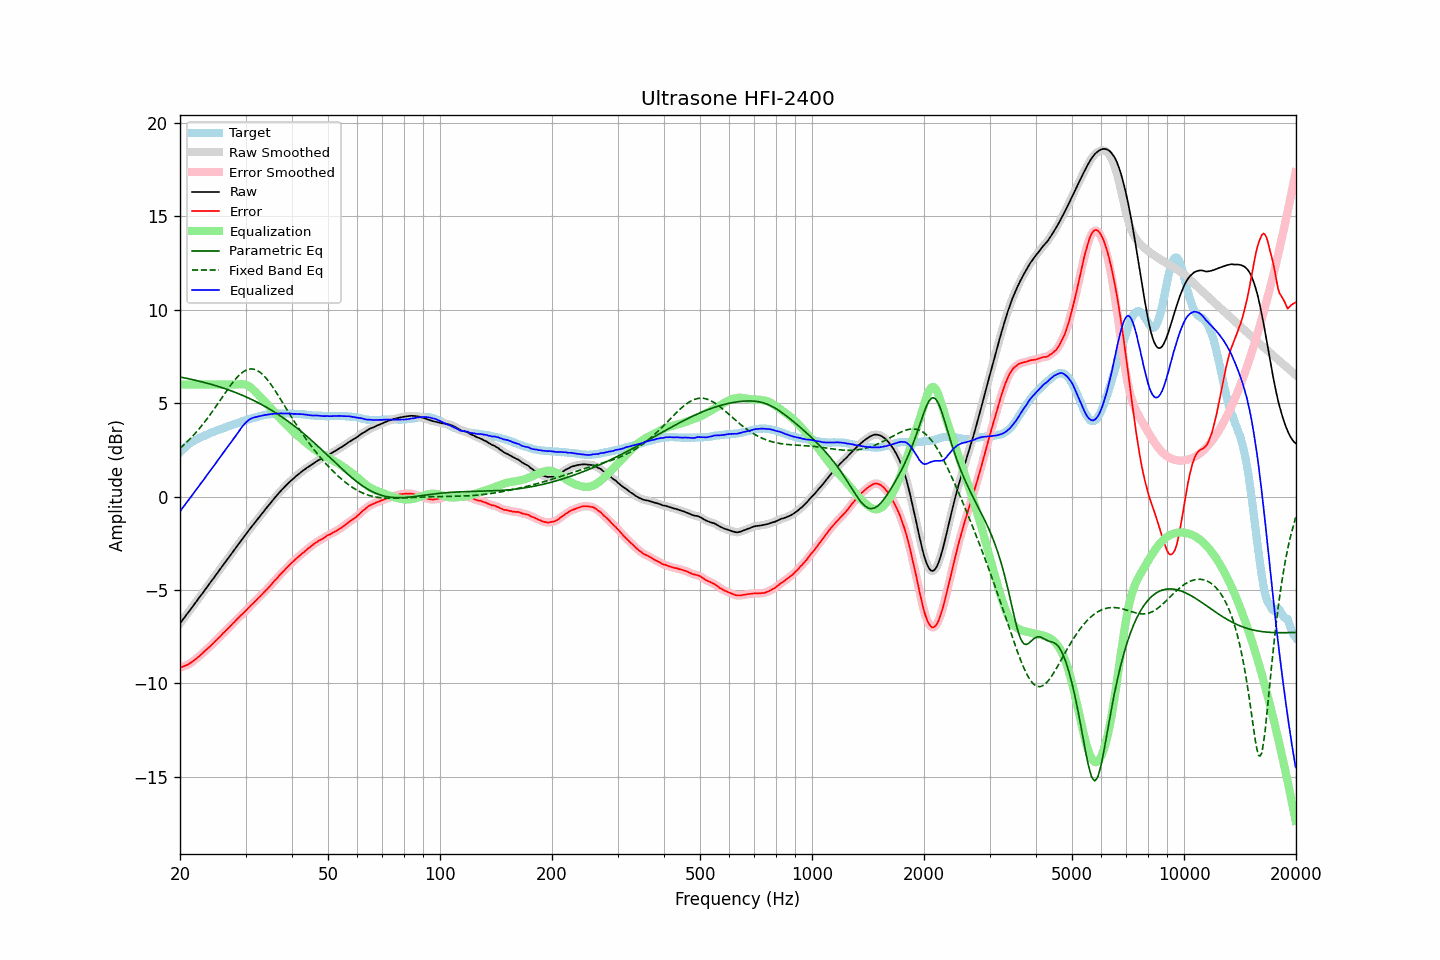 Ultrasone HFI-2400
Target
Raw Smoothed
Error Smoothed
Raw
Error
Equalization
Parametric Eq
Fixed Band Eq
Equalized
Amplitude (dBr)
20
15
10
5
0
−5
−10
−15
20 50 100 200 500 1000 2000 5000 10000 20000
Frequency (Hz)